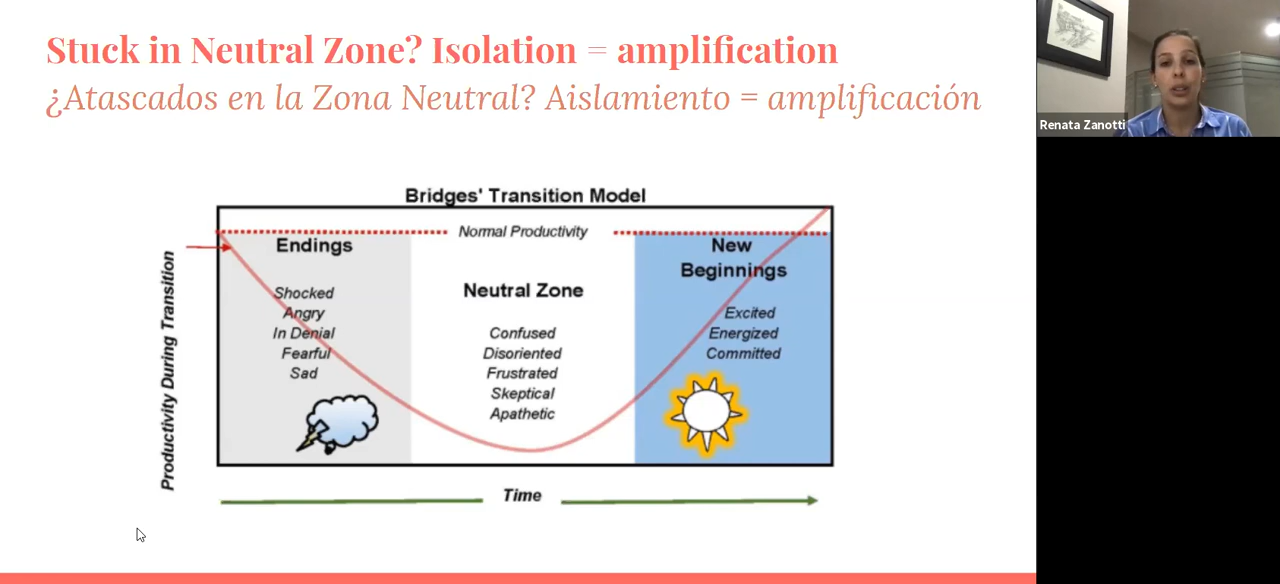 Stuck in Neutral Zone? Isolation = amplification
¿Atascados en la Zona Neutral? Aislamiento = amplificación
Renata Zanotti
Bridges' Transition Model
Normal Productivity
Productivity During Transition
Endings
Shocked
Angry
In Denial
Fearful
Sad
Neutral Zone
Confused
Disoriented
Frustrated
Skeptical
Apathetic
New
Beginnings
Excited
Energized
Committed
Time